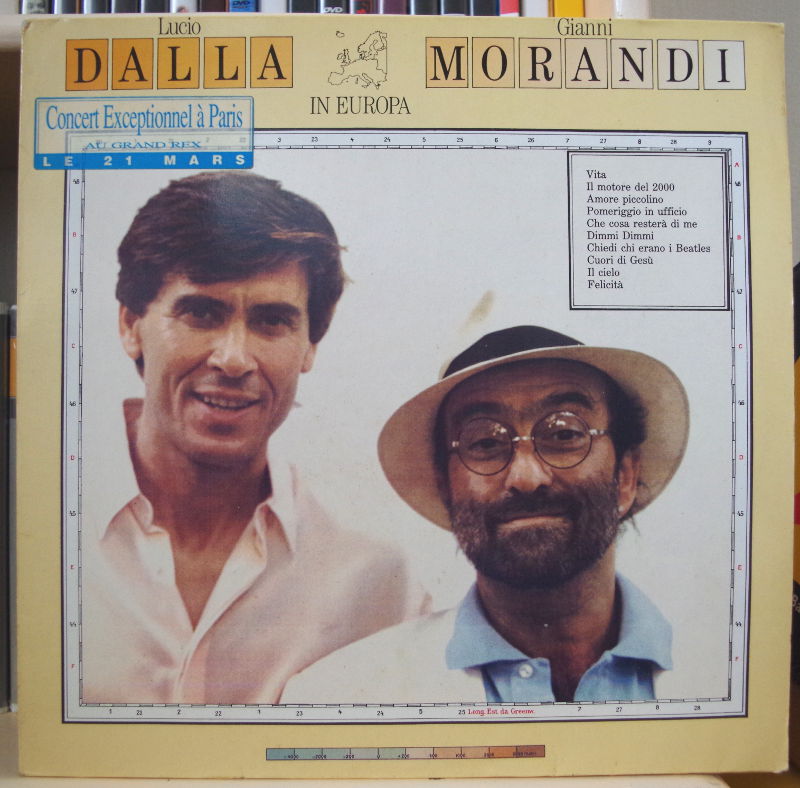 Lucio
DALLA
Gianni
MORANDI
IN EUROPA
Concert Exceptionnel à Paris
AU GRAND REX
LE 21 MARS
Vita
Il motore del 2000
Amore piccolino
Pomeriggio in ufficio
Che cosa resterà di me
Dimmi Dimmi
Chiedi chi erano i Beatles
Cuori di Gesù
Il cielo
Felicità
Long. Est da Greenw.